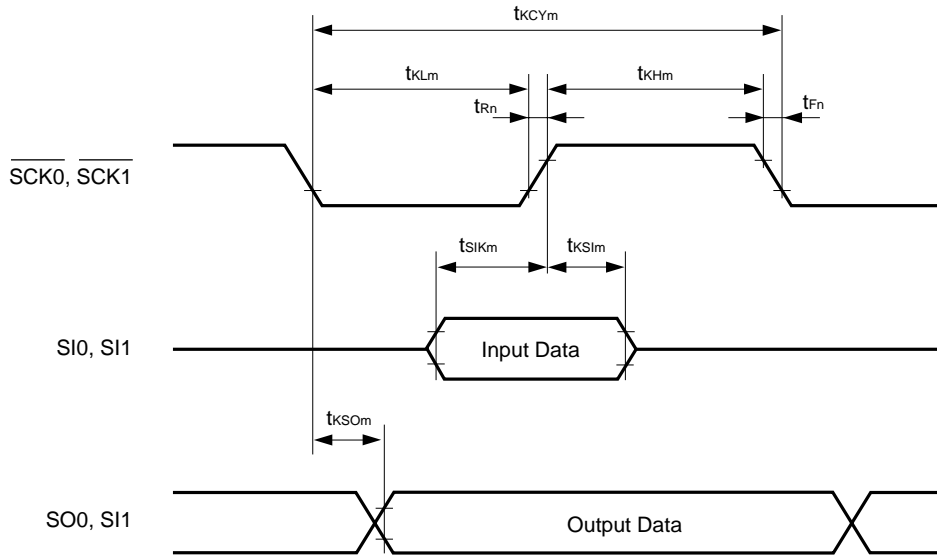 tKCYm
tKLm
tKHm
tRn
tFn
SCK0, SCK1
tSIKm
tKSIm
SI0, SI1
Input Data
tKSOm
SO0, SI1
Output Data